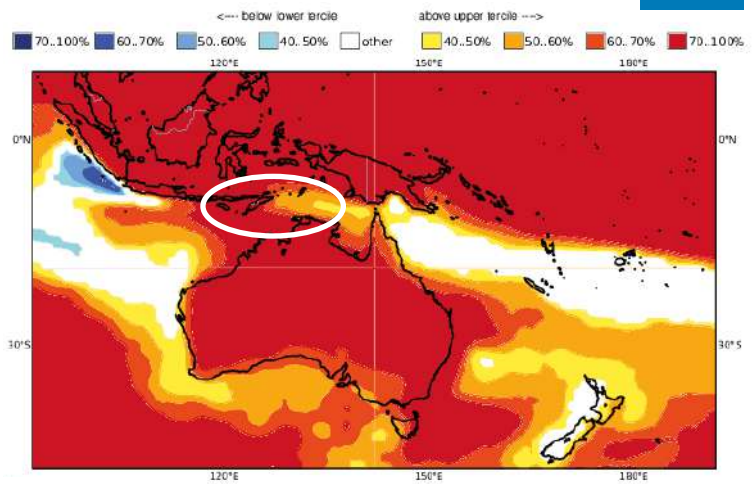 <---- below lower tercile above upper tercile ---->
70..100% 60..70% 50..60% 40..50% other 40..50% 50..60% 60..70% 70..100%
120°E 150°E 180°E
0°N 0°N
30°S 30°S
120°E 150°E 180°E